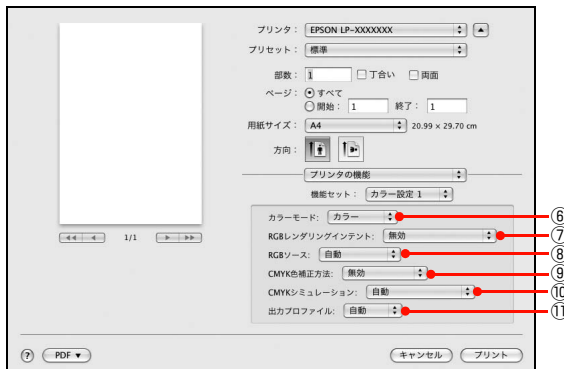 プリンタ： EPSON LP-XXXXXXX
プリセット： 標準
部数： 1 丁合い 両面
ページ： すべて
開始： 1 終了： 1
用紙サイズ： A4 20.99 x 29.70 cm
方向：
プリンタの機能
機能セット： カラー設定 1
カラーモード： カラー ⑥
RGBレンダリングインテント： 無効 ⑦
RGBソース： 自動 ⑧
CMYK色補正方法： 無効 ⑨
CMYKシミュレーション： 自動 ⑩
出力プロファイル： 自動 ⑪
1/1
? PDF▼ キャンセル プリント